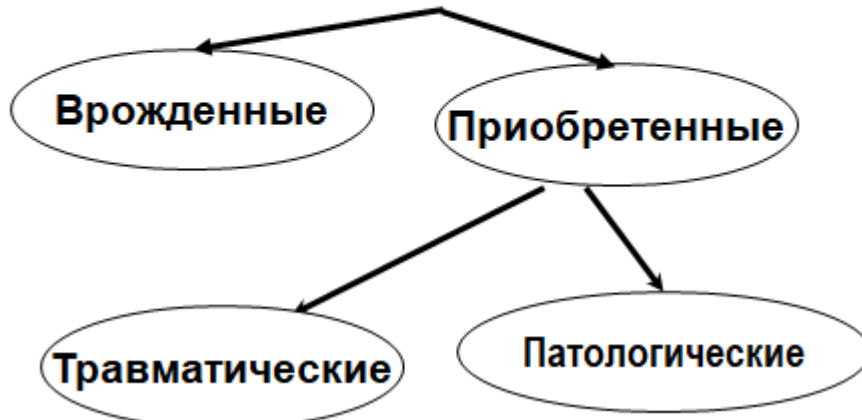 Врожденные
Приобретенные
Травматические
Патологические